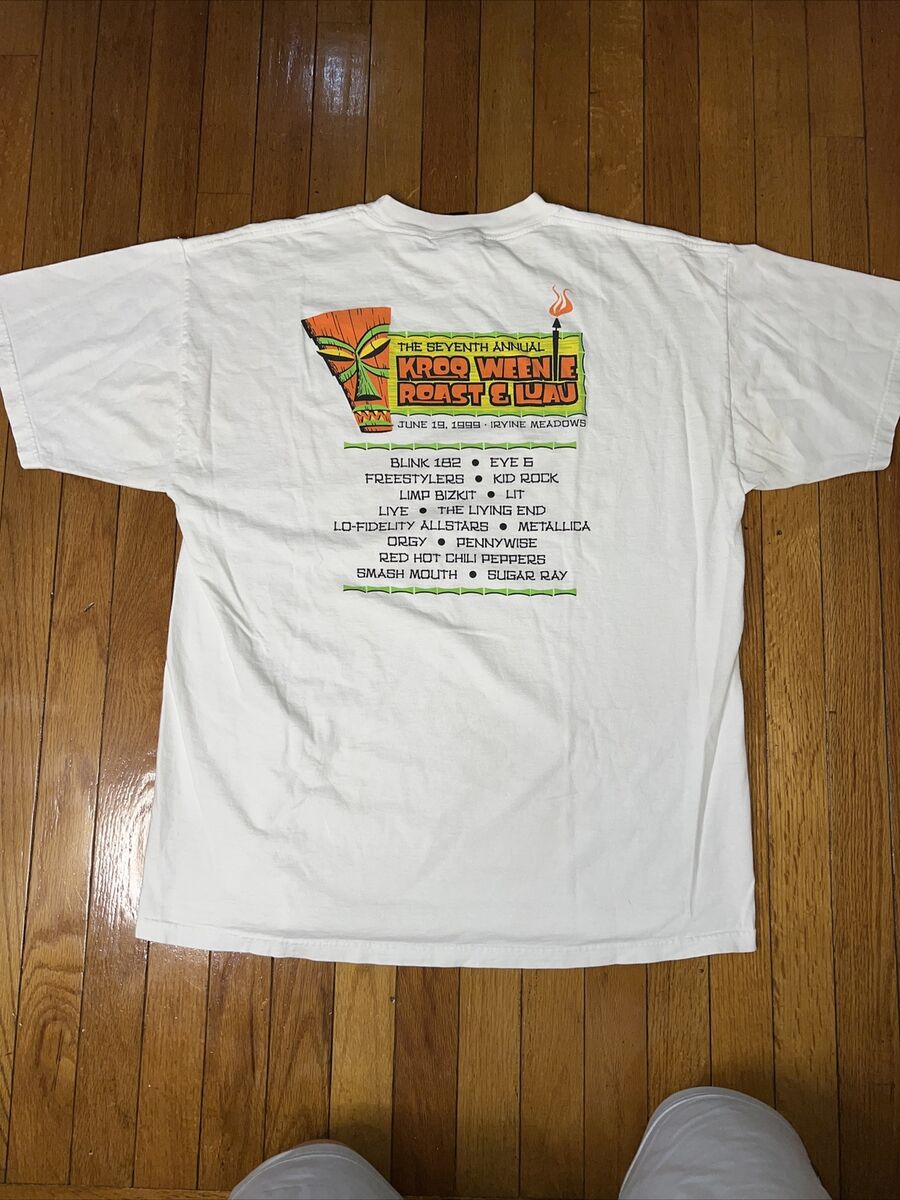 THE SEVENTH ANNUAL
KROQ WEENIE
ROAST & LUAU
JUNE 19, 1999 · IRVINE MEADOWS
BLINK 182 • EYE 6
FREESTYLERS • KID ROCK
LIMP BIZKIT • LIT
LIVE • THE LIVING END
LO-FIDELITY ALLSTARS • METALLICA
ORGY • PENNYWISE
RED HOT CHILI PEPPERS
SMASH MOUTH • SUGAR RAY